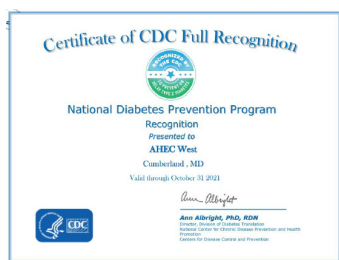 Certificate of CDC Full Recognition
RECOGNIZED BY
THE CDC
National Diabetes Prevention Program
Recognition
Presented to
AHEC West
Cumberland , MD
Valid through October 31 2021
Ann Albright
Ann Albright, PhD, RDN
Director, Division of Diabetes Translation
National Center for Chronic Disease Prevention and Health
Promotion
Centers for Disease Control and Prevention
CDC